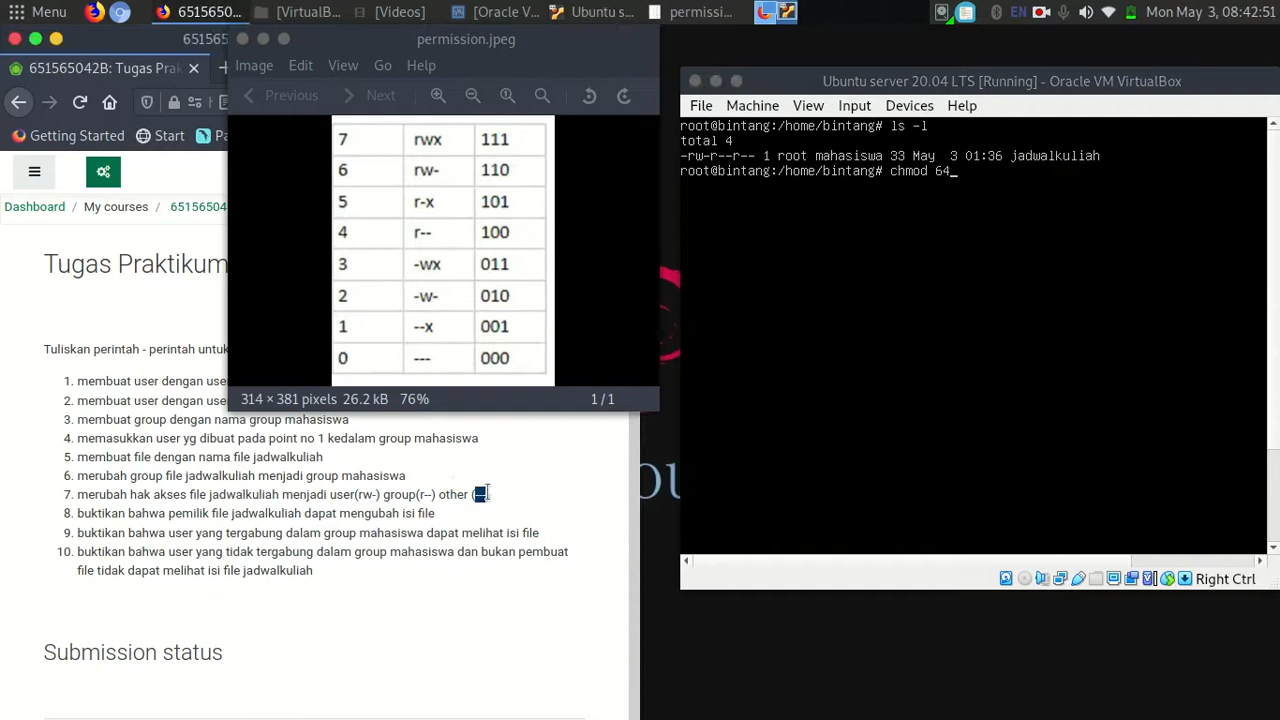 Menu
6515650...
[VirtualB...
[Videos]
[Oracle V...
Ubuntu s...
permissi...
EN
Mon May 3, 08:42:51
65156
651565042B: Tugas Prak
Getting Started
Start
Pa
Dashboard / My courses / 65156504
Tugas Praktikum
Tuliskan perintah - perintah untuk
1. membuat user dengan use
2. membuat user dengan use
3. membuat group dengan nama group mahasiswa
4. memasukkan user yg dibuat pada point no 1 kedalam group mahasiswa
5. membuat file dengan nama file jadwalkuliah
6. merubah group file jadwalkuliah menjadi group mahasiswa
7. merubah hak akses file jadwalkuliah menjadi user(rw-) group(r--) other (---
8. buktikan bahwa pemilik file jadwalkuliah dapat mengubah isi file
9. buktikan bahwa user yang tergabung dalam group mahasiswa dapat melihat isi file
10. buktikan bahwa user yang tidak tergabung dalam group mahasiswa dan bukan pembuat
file tidak dapat melihat isi file jadwalkuliah
Submission status
permission.jpeg
Image Edit View Go Help
Previous Next
7 rwx 111
6 rw- 110
5 r-x 101
4 r-- 100
3 -wx 011
2 -w- 010
1 --x 001
0 --- 000
314 × 381 pixels 26.2 kB 76% 1 / 1
Ubuntu server 20.04 LTS [Running] - Oracle VM VirtualBox
File Machine View Input Devices Help
root@bintang:/home/bintang# ls -l
total 4
-rw-r--r-- 1 root mahasiswa 33 May  3 01:36 jadwalkuliah
root@bintang:/home/bintang# chmod 64_
Right Ctrl
ou